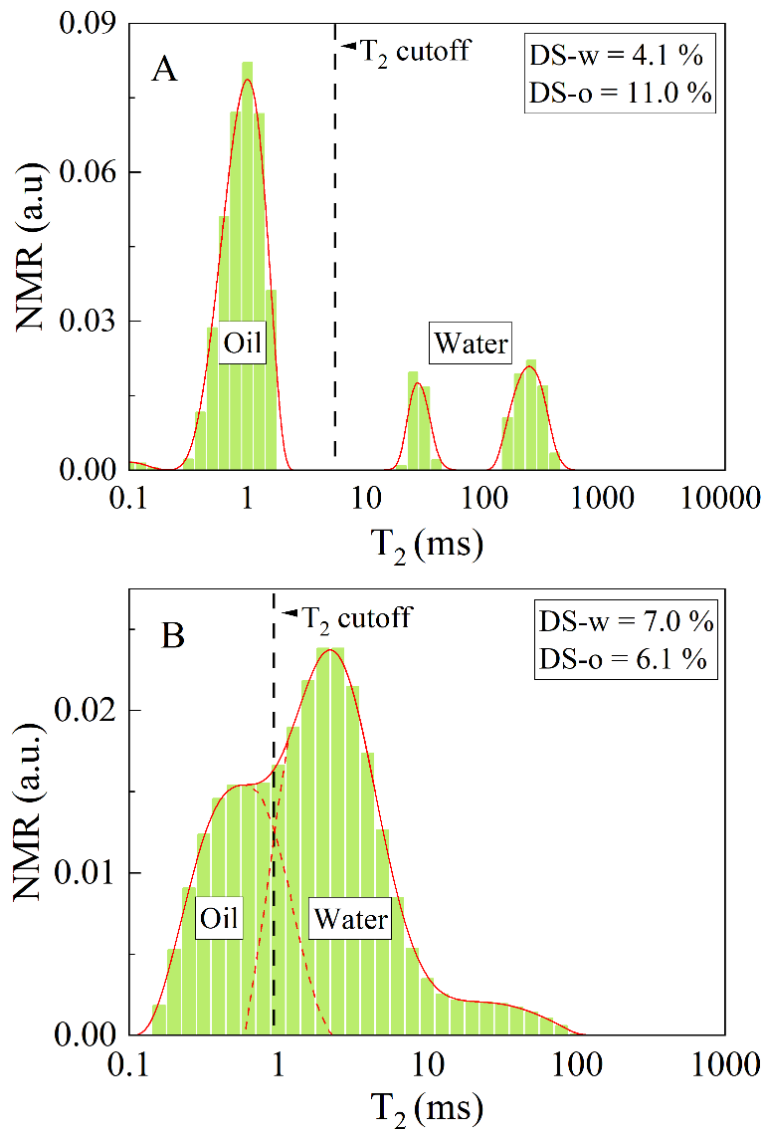 A
◄T₂ cutoff
DS-w = 4.1 %
DS-o = 11.0 %
NMR (a.u)
0.09
0.06
0.03
0.00
Oil
Water
0.1 1 10 100 1000 10000
T₂ (ms)
B
◄T₂ cutoff
DS-w = 7.0 %
DS-o = 6.1 %
NMR (a.u.)
0.02
0.01
0.00
Oil
Water
0.1 1 10 100 1000
T₂ (ms)